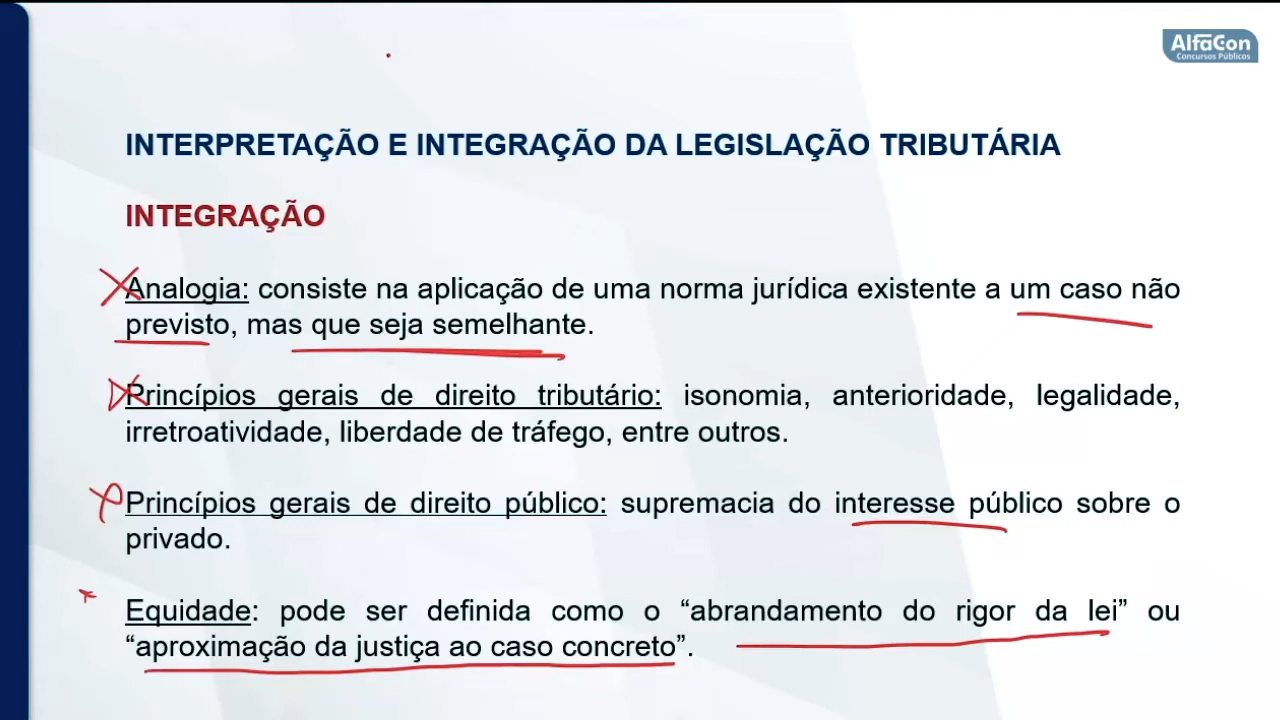 AlfaCon
Concursos Públicos
INTERPRETAÇÃO E INTEGRAÇÃO DA LEGISLAÇÃO TRIBUTÁRIA
INTEGRAÇÃO
Analogia: consiste na aplicação de uma norma jurídica existente a um caso não
previsto, mas que seja semelhante.
Princípios gerais de direito tributário: isonomia, anterioridade, legalidade,
irretroatividade, liberdade de tráfego, entre outros.
Princípios gerais de direito público: supremacia do interesse público sobre o
privado.
Equidade: pode ser definida como o “abrandamento do rigor da lei” ou
“aproximação da justiça ao caso concreto”.